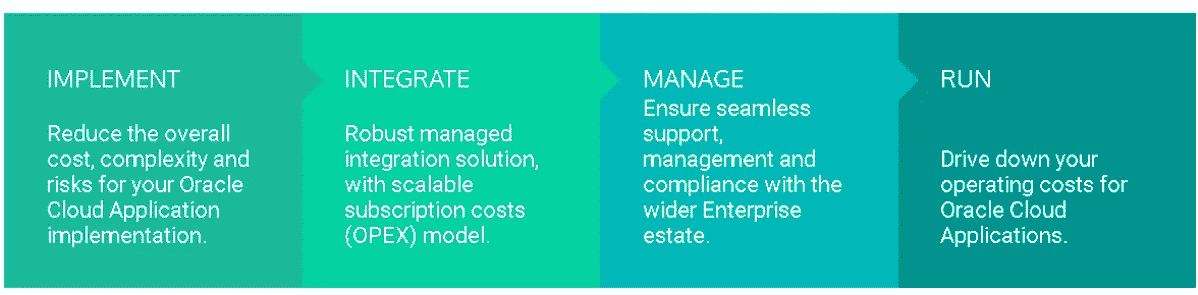 IMPLEMENT
Reduce the overall
cost, complexity and
risks for your Oracle
Cloud Application
implementation.
INTEGRATE
Robust managed
integration solution,
with scalable
subscription costs
(OPEX) model.
MANAGE
Ensure seamless
support,
management and
compliance with the
wider Enterprise
estate.
RUN
Drive down your
operating costs for
Oracle Cloud
Applications.